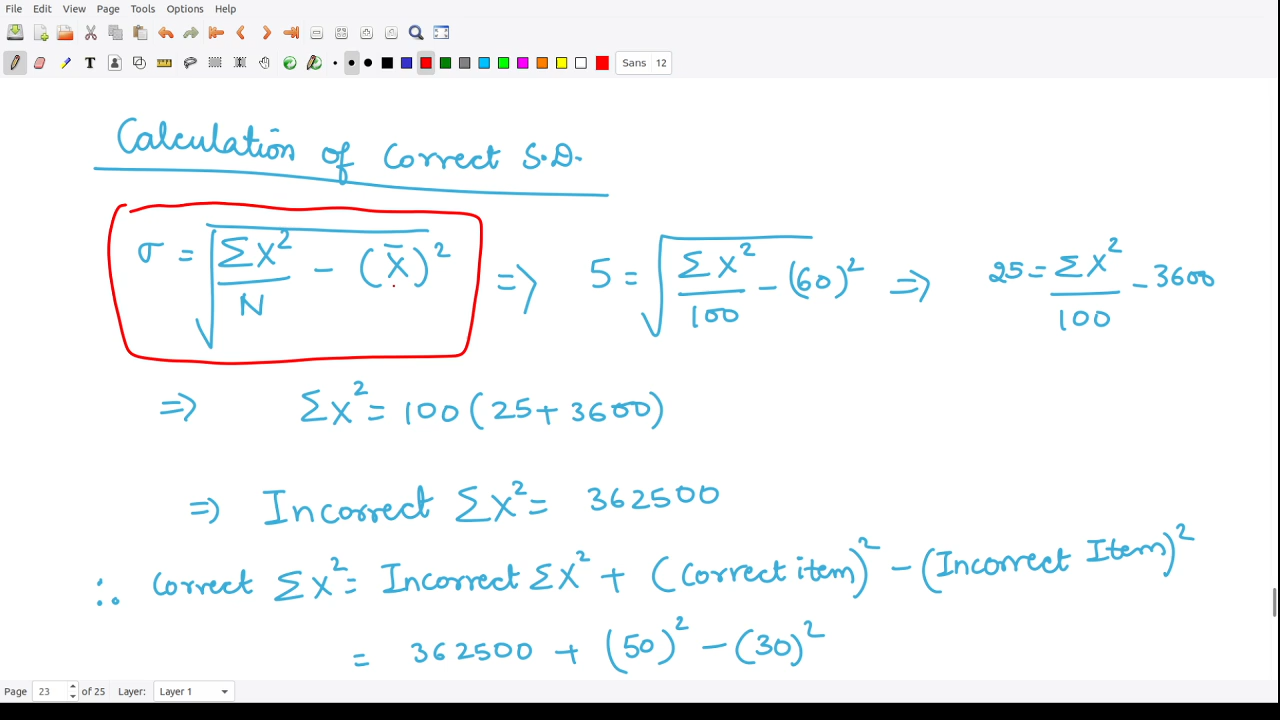 File Edit View Page Tools Options Help
T Sans 12
Calculation of Correct S.D.
σ = √(ΣX²/N - (X̄)²) => 5 = √(ΣX²/100 - (60)²) => 25 = ΣX²/100 - 3600
=> ΣX² = 100 (25 + 3600)
=> Incorrect ΣX² = 362500
∴ Correct ΣX² = Incorrect ΣX² + (Correct item)² - (Incorrect Item)²
= 362500 + (50)² - (30)²
Page 23 of 25 Layer: Layer 1